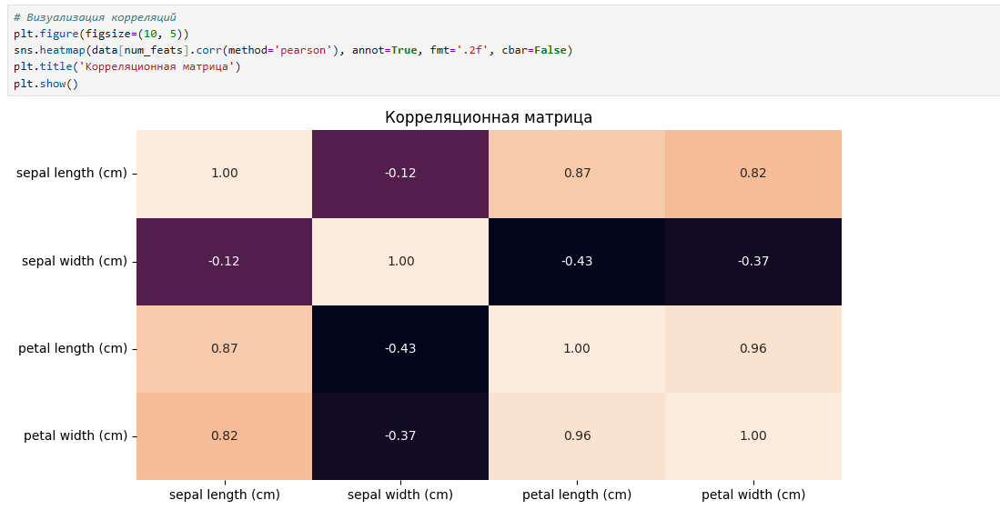 # Визуализация корреляций
plt.figure(figsize=(10, 5))
sns.heatmap(data[num_feats].corr(method='pearson'), annot=True, fmt='.2f', cbar=False)
plt.title('Корреляционная матрица')
plt.show()
Корреляционная матрица
sepal length (cm) 1.00 -0.12 0.87 0.82
sepal width (cm) -0.12 1.00 -0.43 -0.37
petal length (cm) 0.87 -0.43 1.00 0.96
petal width (cm) 0.82 -0.37 0.96 1.00
sepal length (cm) sepal width (cm) petal length (cm) petal width (cm)